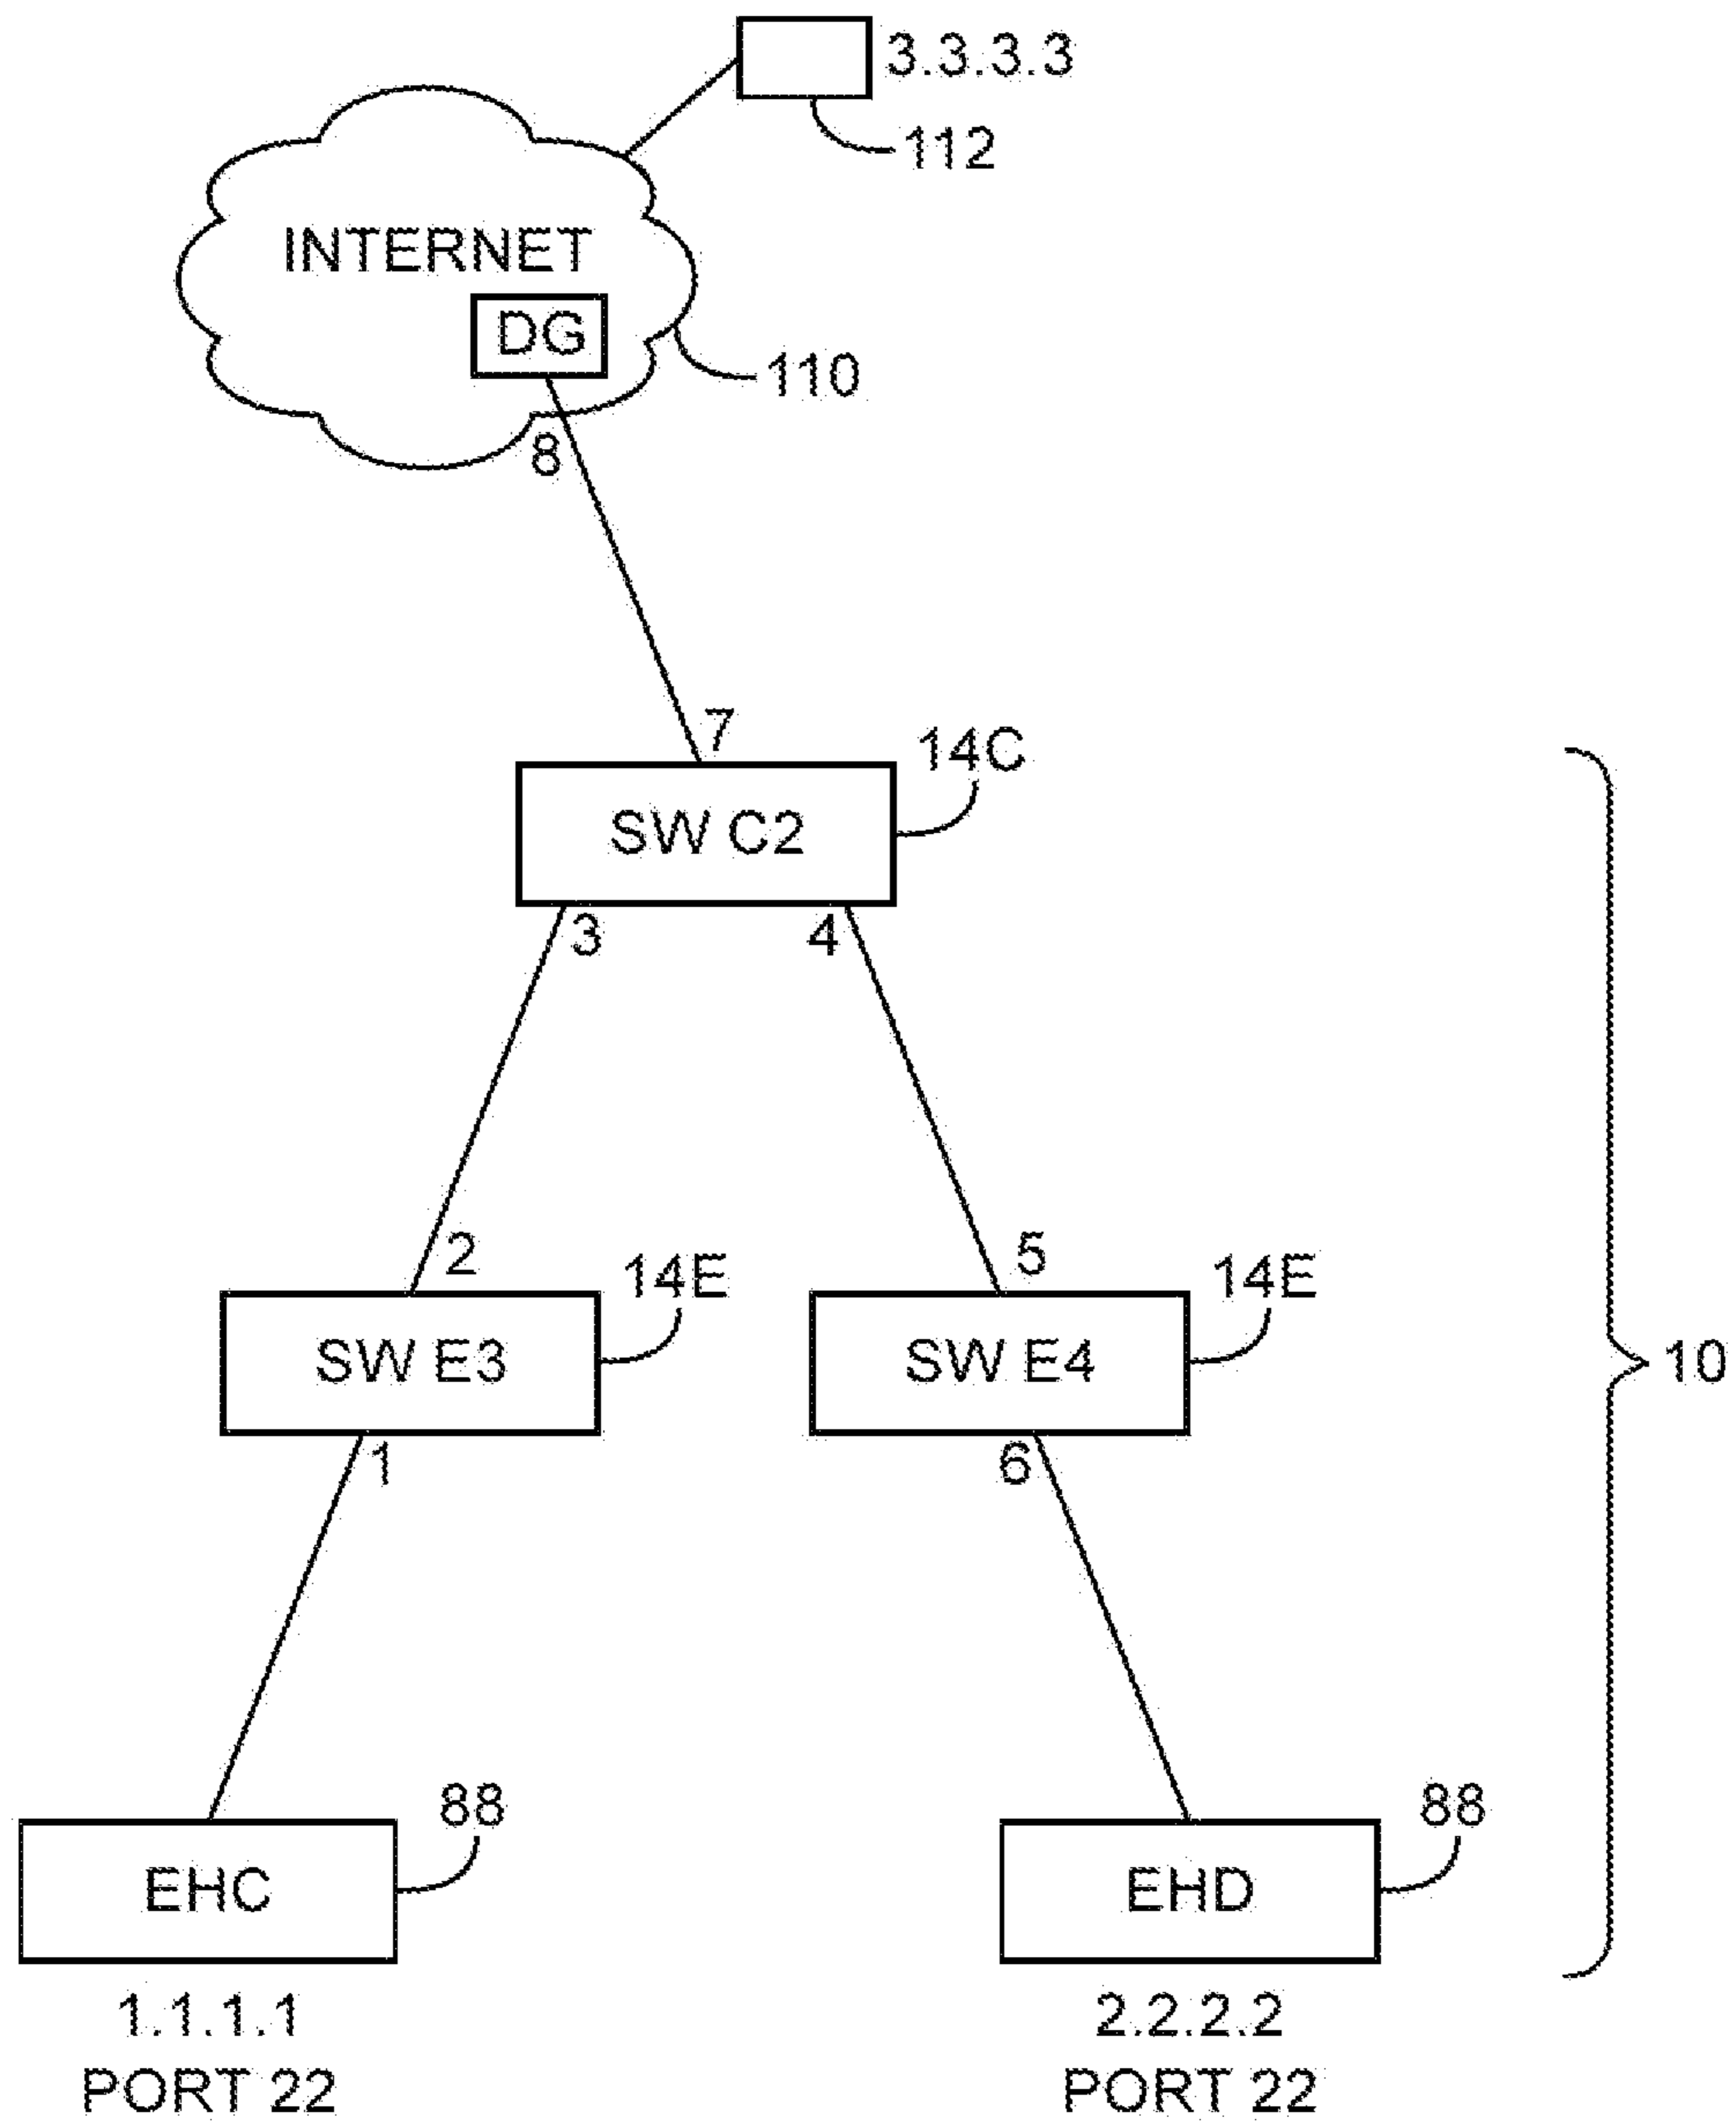 3.3.3.3
112
INTERNET
DG
110
8
7
14C
SW C2
3
4
2
14E
5
14E
SW E3
SW E4
10
1
6
88
88
EHC
EHD
1.1.1.1
PORT 22
2.2.2.2
PORT 22